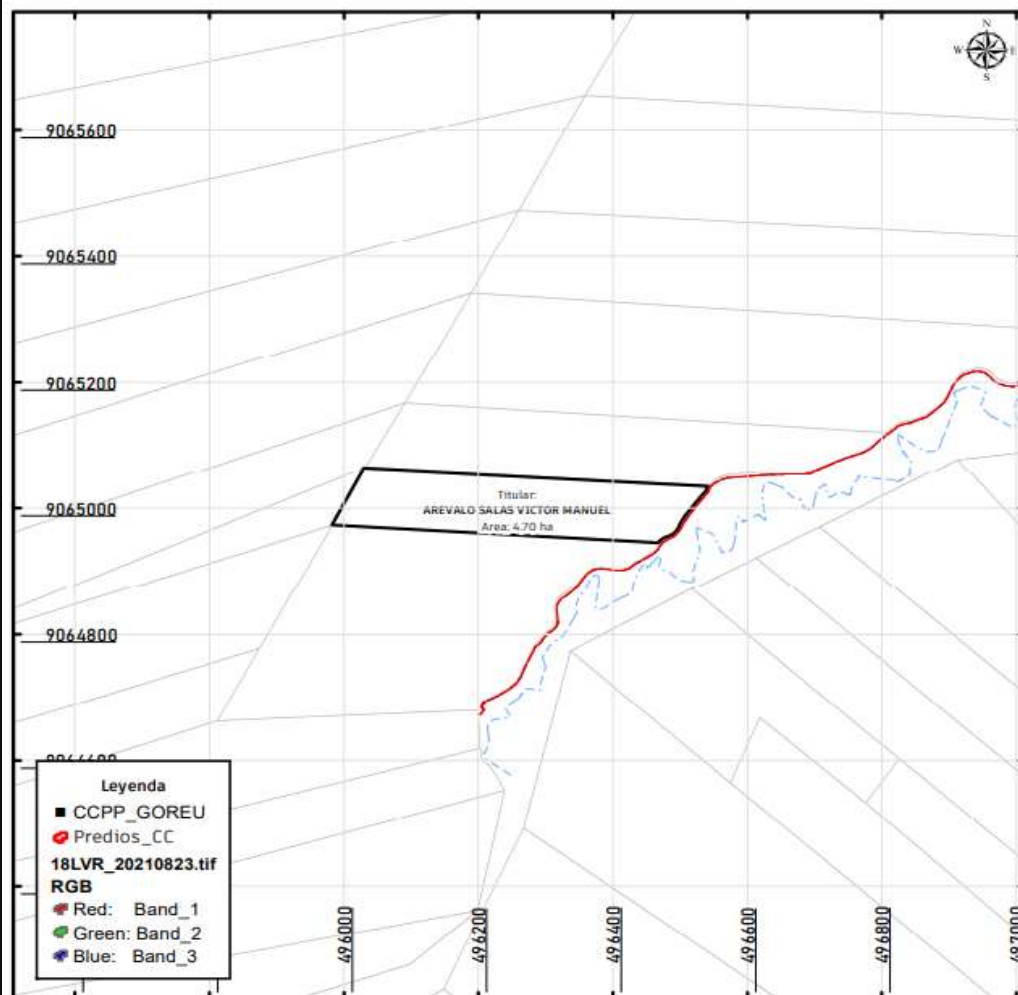 N
W E
S
9065600
9065400
9065200
9065000
Titular:
AREVALO SALAS VICTOR MANUEL
Area: 4.70 ha
9064800
Leyenda
CCPP_GOREU
Predios_CC
18LVR_20210823.tif
RGB
Red: Band_1
Green: Band_2
Blue: Band_3
496000
496200
496400
496600
496800